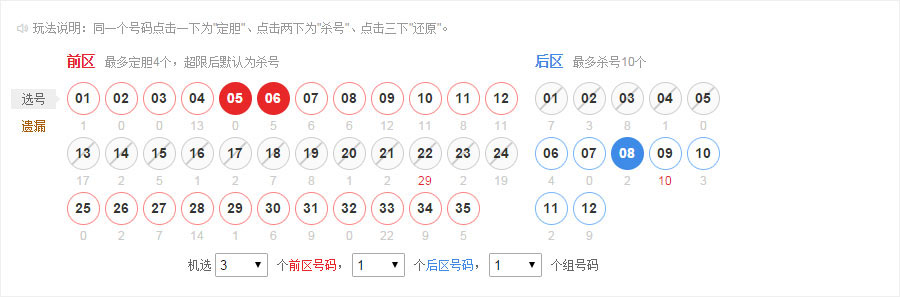 玩法说明：同一个号码点击一下为"定胆"、点击两下为"杀号"、点击三下"还原"。
前区 最多定胆4个，超限后默认为杀号 后区 最多杀号10个
选号 01 02 03 04 05 06 07 08 09 10 11 12 01 02 03 04 05
遗漏 1 0 0 13 0 5 6 6 12 11 8 11 7 3 8 1 0
13 14 15 16 17 18 19 20 21 22 23 24 06 07 08 09 10
17 2 5 1 2 7 8 1 2 29 2 19 4 0 2 10 3
25 26 27 28 29 30 31 32 33 34 35 11 12
0 2 7 14 1 6 9 0 22 9 5 2 9
机选 3 个前区号码， 1 个后区号码， 1 个组号码